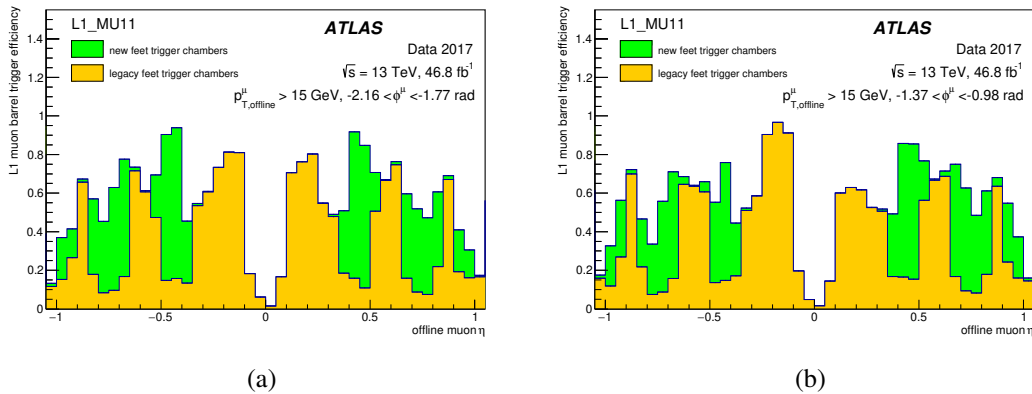 L1_MU11
ATLAS
new feet trigger chambers
legacy feet trigger chambers
Data 2017
√s = 13 TeV, 46.8 fb⁻¹
p^μ_T,offline > 15 GeV, -2.16 <φ^μ <-1.77 rad
L1 muon barrel trigger efficiency
1.4
1.2
1
0.8
0.6
0.4
0.2
0
−1
−0.5
0
0.5
1
offline muon η
(a)
L1_MU11
ATLAS
new feet trigger chambers
legacy feet trigger chambers
Data 2017
√s = 13 TeV, 46.8 fb⁻¹
p^μ_T,offline > 15 GeV, -1.37 <φ^μ <-0.98 rad
L1 muon barrel trigger efficiency
1.4
1.2
1
0.8
0.6
0.4
0.2
0
−1
−0.5
0
0.5
1
offline muon η
(b)